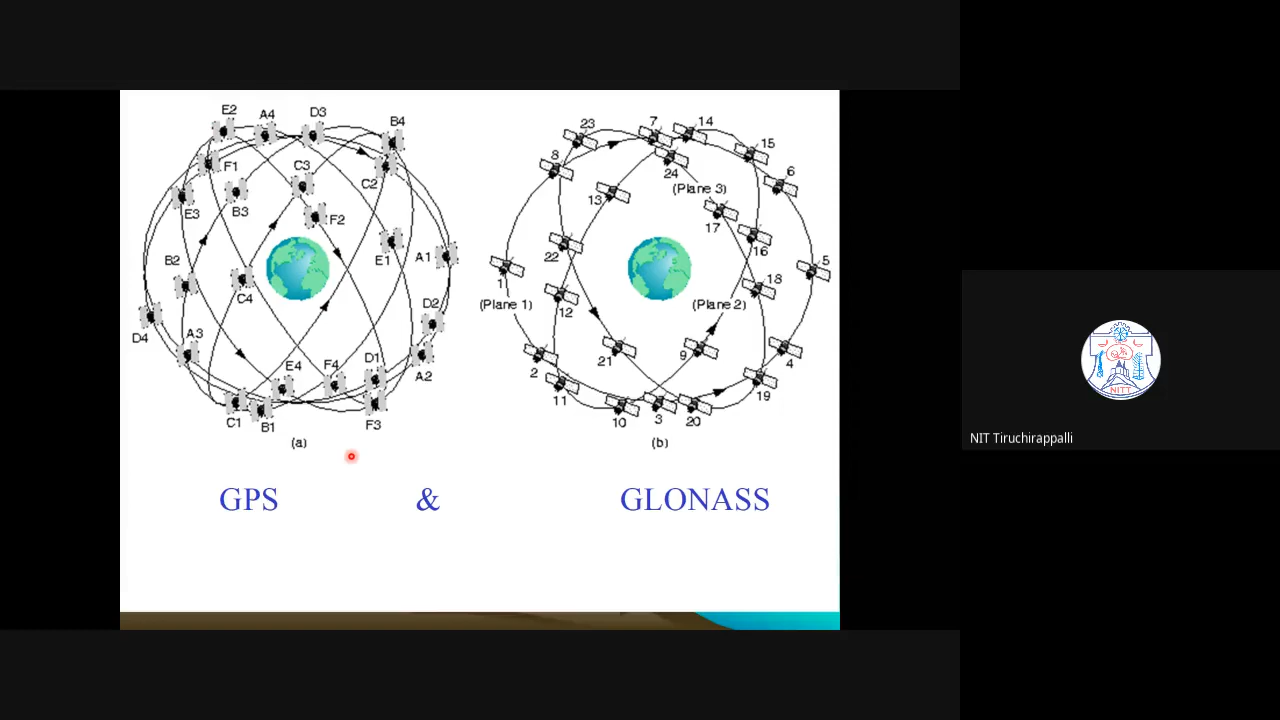 E2
A4
D3
B4
F1
C3
C2
E3
B3
F2
B2
E1
A1
C4
D2
D4
A3
E4
F4
D1
A2
C1
B1
F3
(a)
23
7
14
15
8
24
6
(Plane 3)
13
17
22
16
5
1
18
(Plane 1)
(Plane 2)
12
21
9
4
2
11
19
10
3
20
(b)
GPS & GLONASS
NITT
NIT Tiruchirappalli